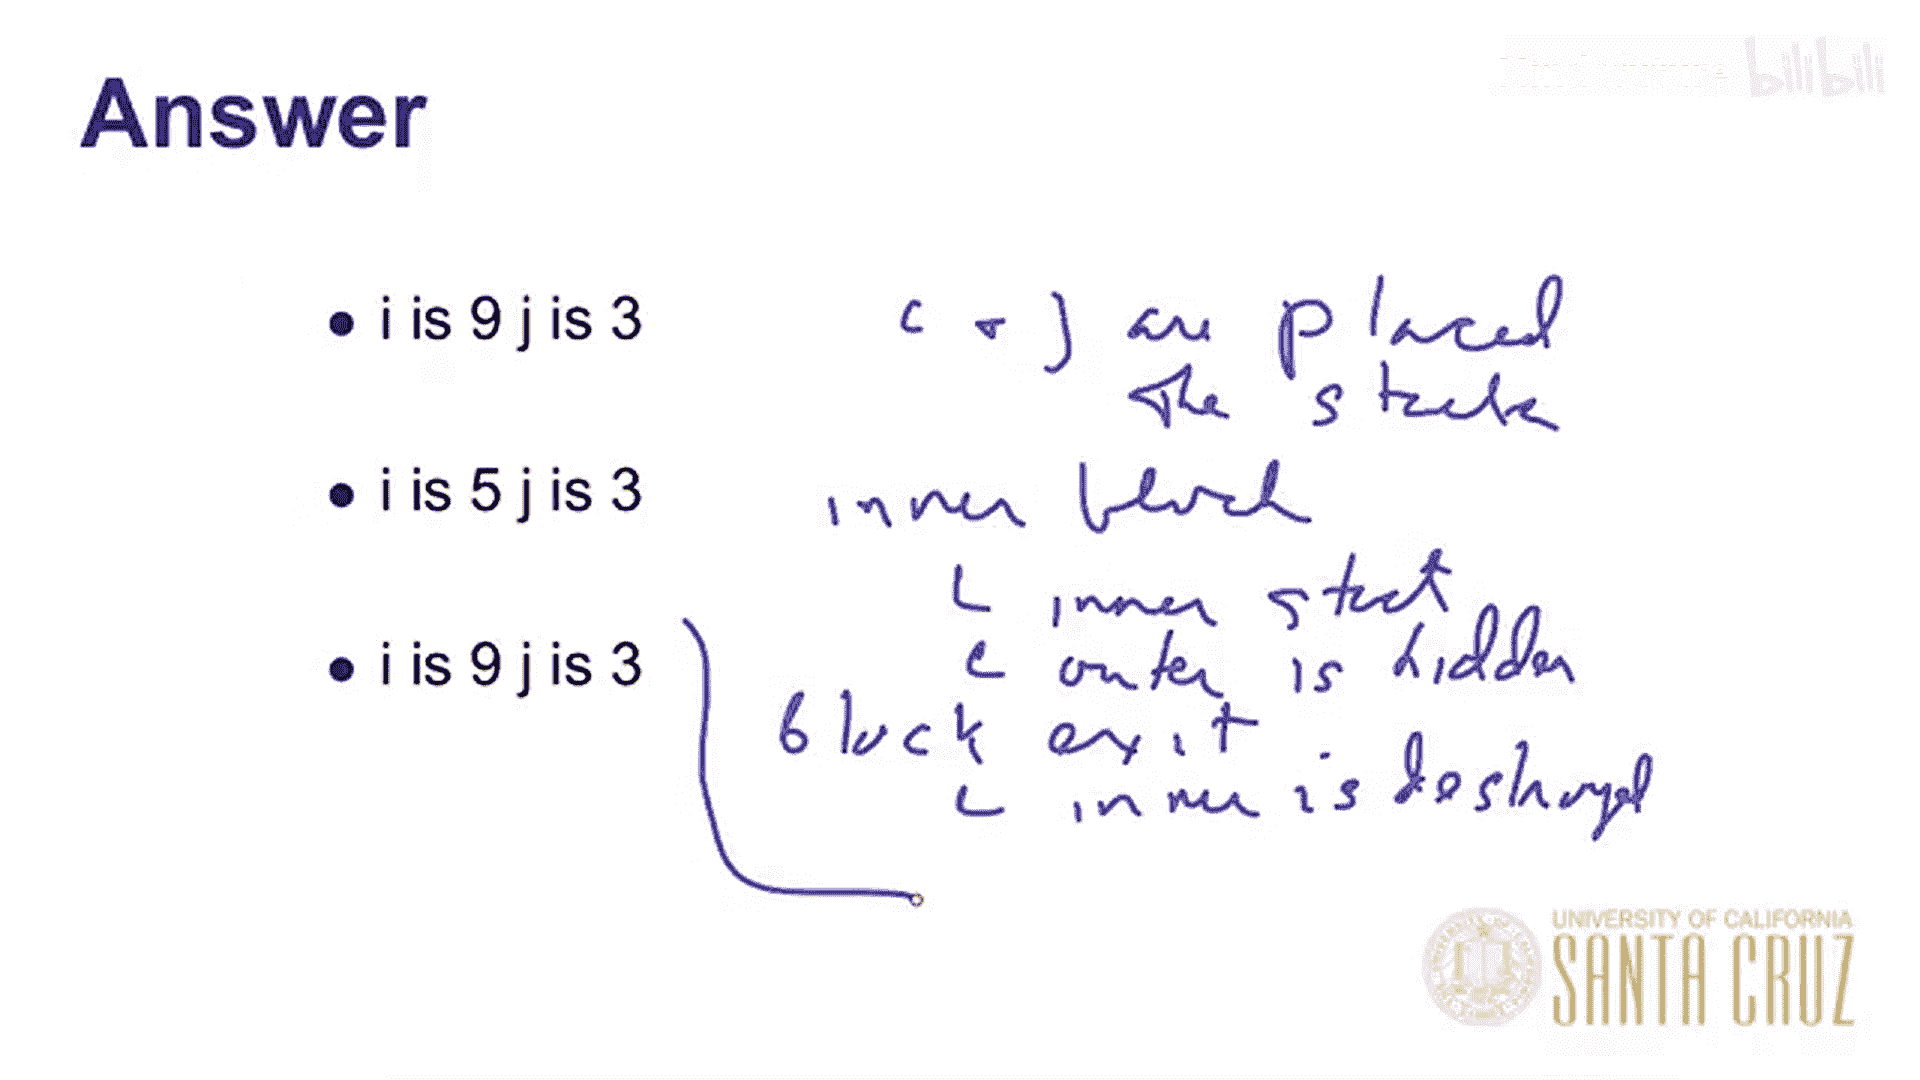 bilibili
Answer
• i is 9 j is 3
i + j are placed
the stack
• i is 5 j is 3
inner block
i inner stack
i outer is hidden
• i is 9 j is 3
block exit
i inner is destroyed
UNIVERSITY OF CALIFORNIA
SANTA CRUZ